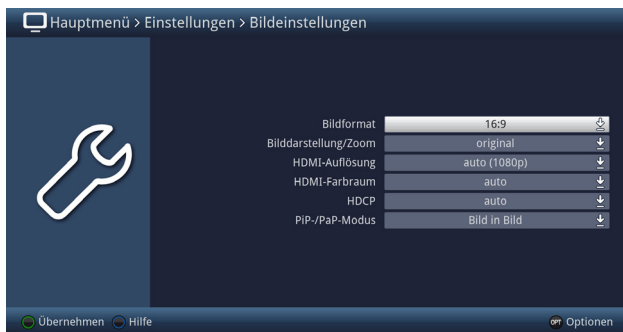 Hauptmenü > Einstellungen > Bildeinstellungen
Bildformat 16:9
Bilddarstellung/Zoom original
HDMI-Auflösung auto (1080p)
HDMI-Farbraum auto
HDCP auto
PiP-/PaP-Modus Bild in Bild
Übernehmen Hilfe OPT Optionen